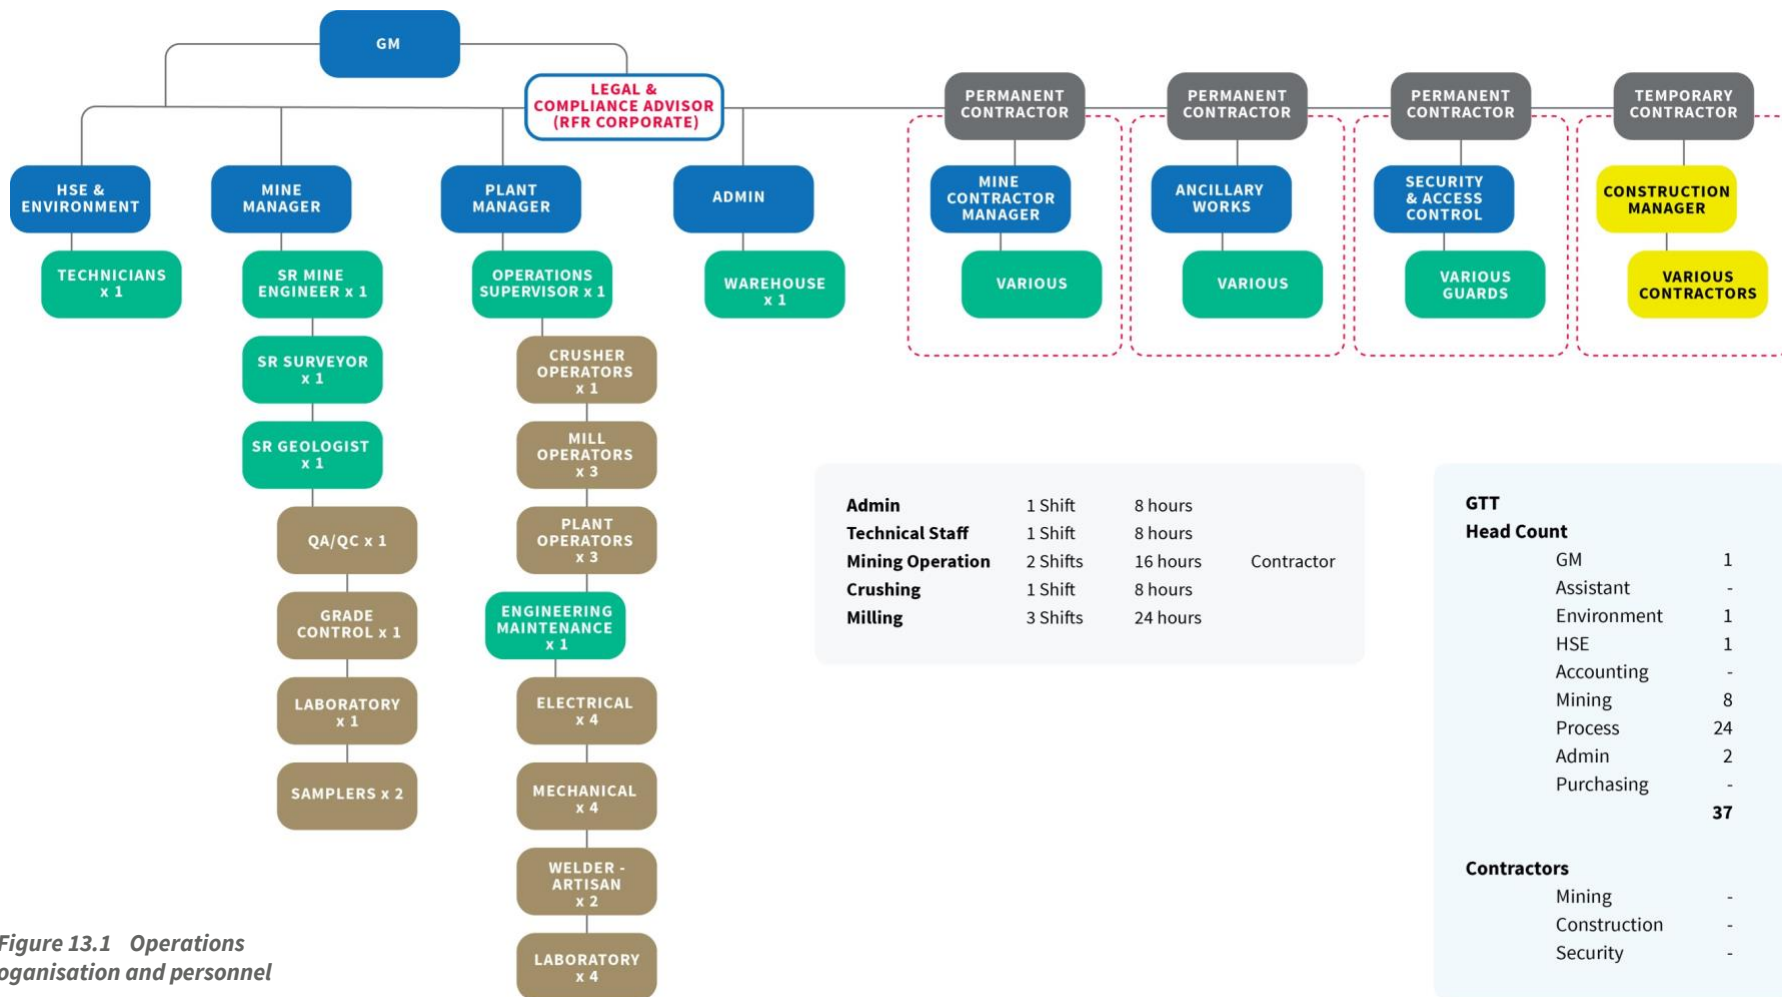 GM
LEGAL &
COMPLIANCE ADVISOR
(RFR CORPORATE)
PERMANENT
CONTRACTOR
PERMANENT
CONTRACTOR
PERMANENT
CONTRACTOR
TEMPORARY
CONTRACTOR
HSE &
ENVIRONMENT
MINE
MANAGER
PLANT
MANAGER
ADMIN
MINE
CONTRACTOR
MANAGER
ANCILLARY
WORKS
SECURITY
& ACCESS
CONTROL
CONSTRUCTION
MANAGER
TECHNICIANS
x 1
SR MINE
ENGINEER x 1
OPERATIONS
SUPERVISOR x 1
WAREHOUSE
x 1
VARIOUS
VARIOUS
VARIOUS
GUARDS
VARIOUS
CONTRACTORS
SR SURVEYOR
x 1
SR GEOLOGIST
x 1
QA/QC x 1
GRADE
CONTROL x 1
LABORATORY
x 1
SAMPLERS x 2
CRUSHER
OPERATORS
x 1
MILL
OPERATORS
x 3
PLANT
OPERATORS
x 3
ENGINEERING
MAINTENANCE
x 1
ELECTRICAL
x 4
MECHANICAL
x 4
WELDER -
ARTISAN
x 2
LABORATORY
x 4
Admin 1 Shift 8 hours
Technical Staff 1 Shift 8 hours
Mining Operation 2 Shifts 16 hours Contractor
Crushing 1 Shift 8 hours
Milling 3 Shifts 24 hours
GTT
Head Count
GM 1
Assistant -
Environment 1
HSE 1
Accounting -
Mining 8
Process 24
Admin 2
Purchasing -
37
Contractors
Mining -
Construction -
Security -
Figure 13.1 Operations
oganisation and personnel